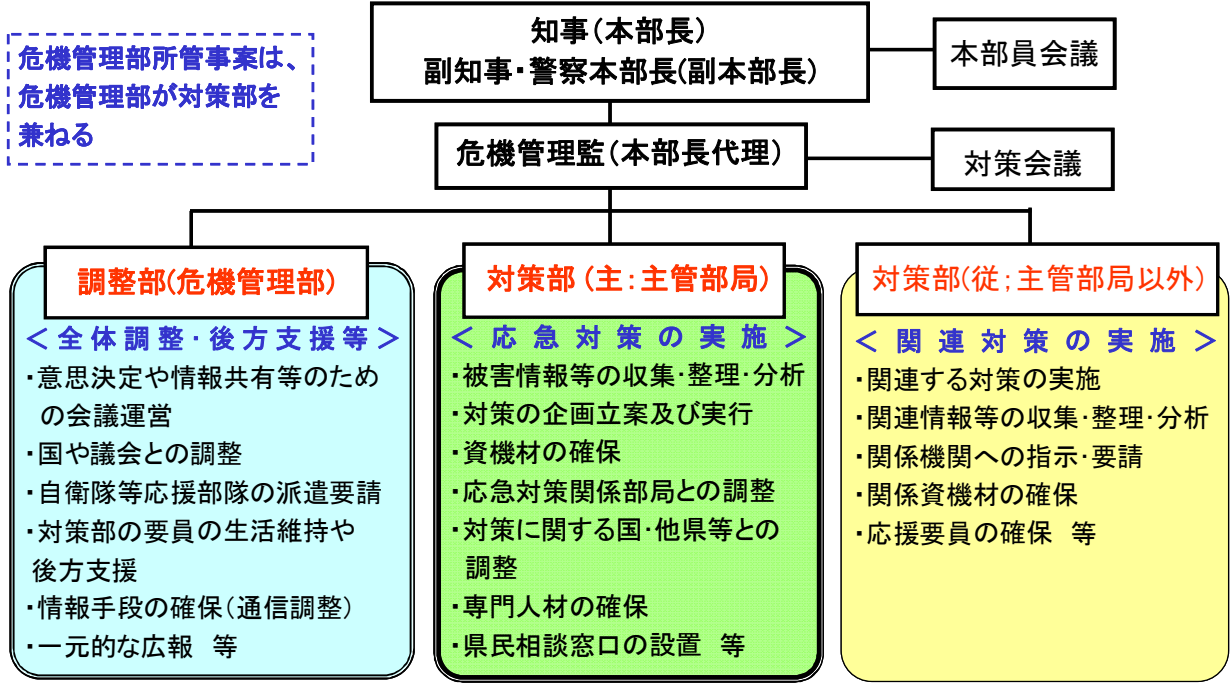 危機管理部所管事案は、
危機管理部が対策部を
兼ねる
知事(本部長)
副知事・警察本部長(副本部長)
本部員会議
危機管理監(本部長代理)
対策会議
調整部(危機管理部)
<全体調整・後方支援等>
・意思決定や情報共有等のため
の会議運営
・国や議会との調整
・自衛隊等応援部隊の派遣要請
・対策部の要員の生活維持や
後方支援
・情報手段の確保(通信調整)
・一元的な広報 等
対策部(主:主管部局)
<応急対策の実施>
・被害情報等の収集・整理・分析
・対策の企画立案及び実行
・資機材の確保
・応急対策関係部局との調整
・対策に関する国・他県等との
調整
・専門人材の確保
・県民相談窓口の設置 等
対策部(従;主管部局以外)
<関連対策の実施>
・関連する対策の実施
・関連情報等の収集・整理・分析
・関係機関への指示・要請
・関係資機材の確保
・応援要員の確保 等